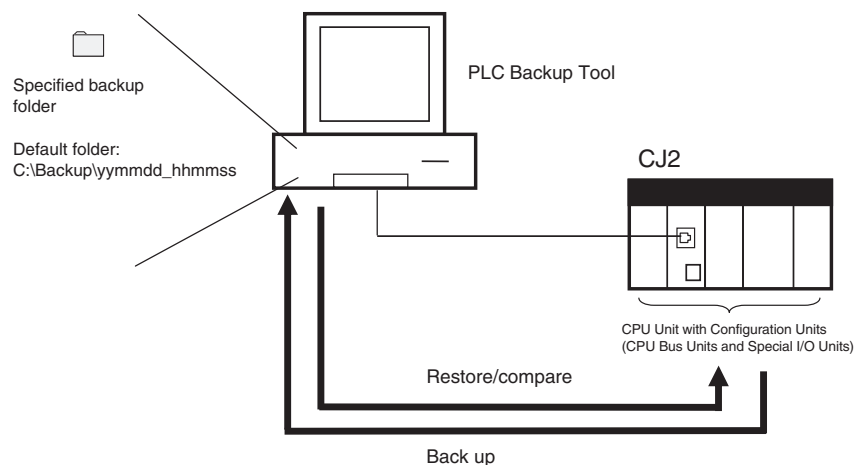 Specified backup
folder
Default folder:
C:\Backup\yymmdd_hhmmss
PLC Backup Tool
CJ2
CPU Unit with Configuration Units
(CPU Bus Units and Special I/O Units)
Restore/compare
Back up